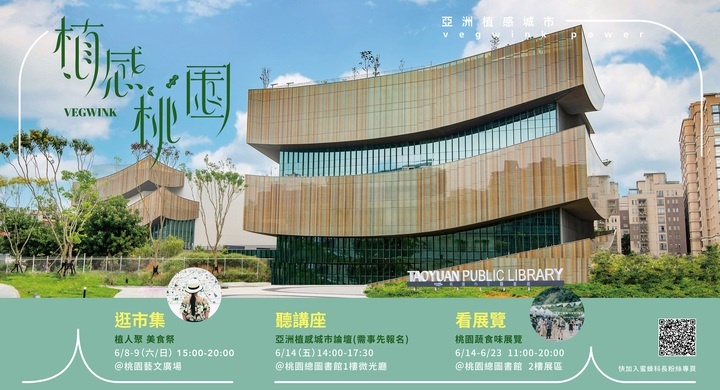 亞洲植感城市
vegwink power
植感桃園
VEGWINK
TAOYUAN PUBLIC LIBRARY
逛市集
植人聚 美食祭
6/8-9(六/日) 15:00-20:00
@桃園藝文廣場
聽講座
亞洲植感城市論壇(需事先報名)
6/14(五)14:00-17:30
@桃園總圖書館1樓微光廳
看展覽
桃園蔬食味展覽
6/14-6/23 11:00-20:00
@桃園總圖書館 2樓展區
快加入蜜蜂科長粉絲專頁